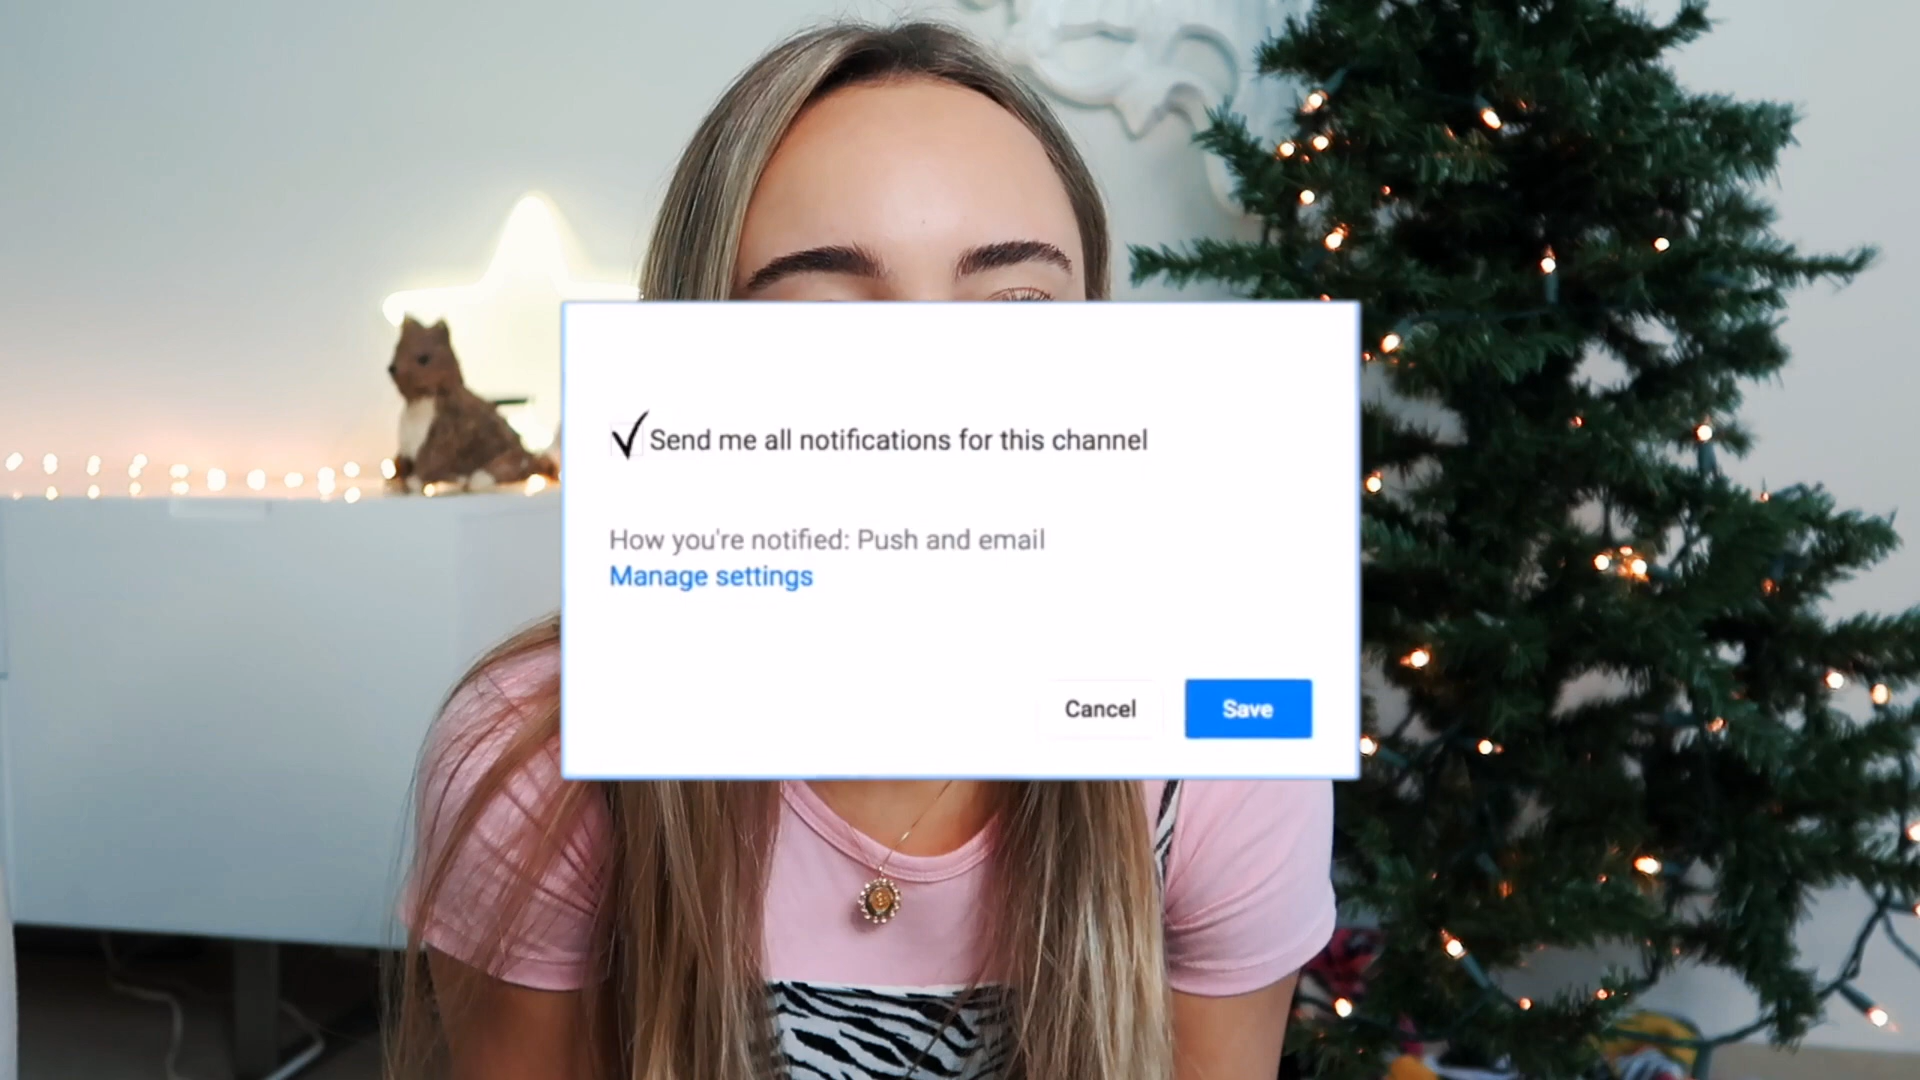 Send me all notifications for this channel
How you're notified: Push and email
Manage settings
Cancel
Save